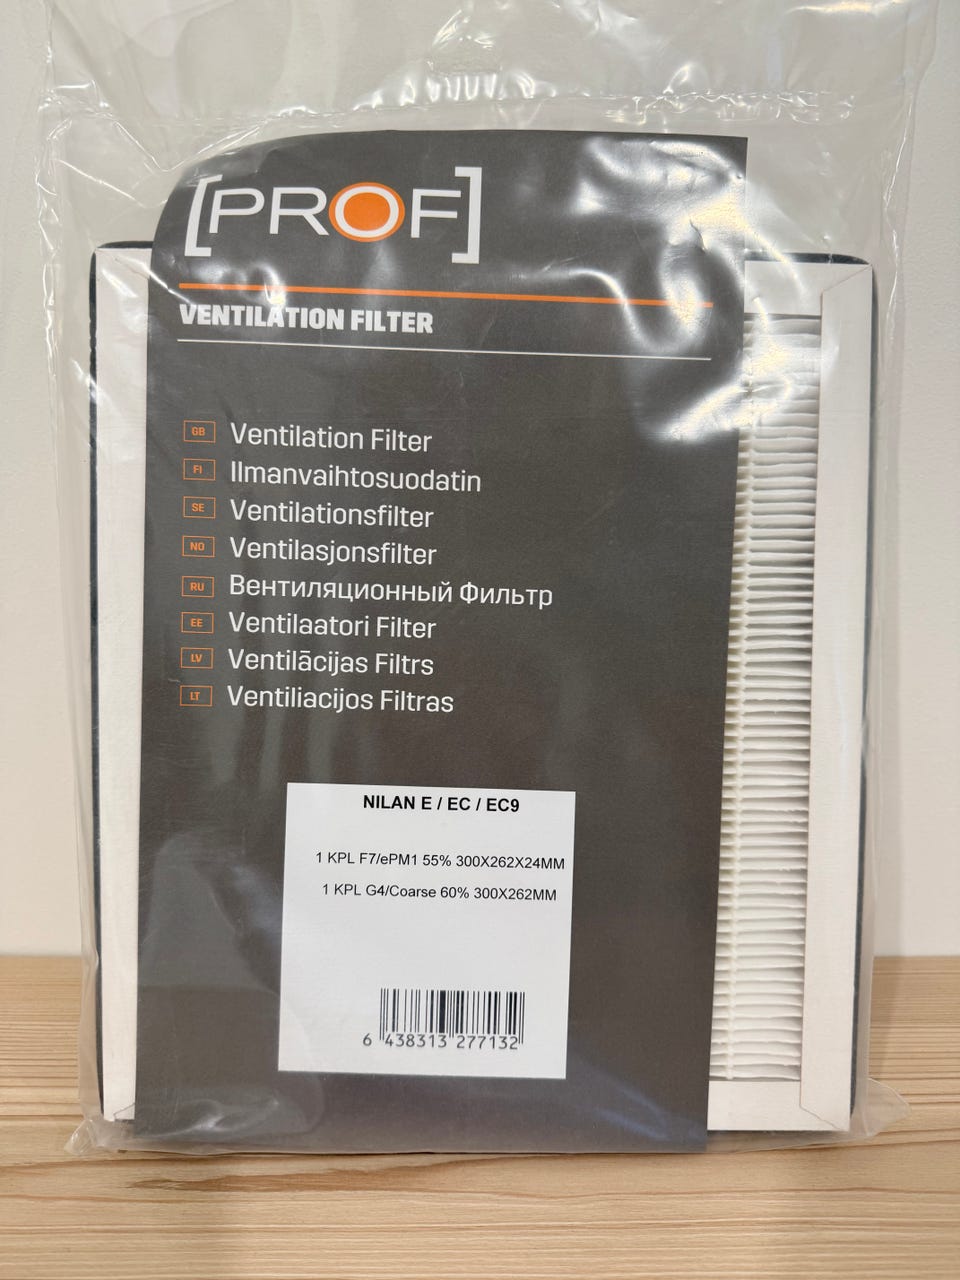 [PROF]
VENTILATION FILTER
GB Ventilation Filter
FI Ilmanvaihtosuodatin
SE Ventilationsfilter
NO Ventilasjonsfilter
RU Вентиляционный Фильтр
EE Ventilaatori Filter
LV Ventilācijas Filtrs
LT Ventiliacijos Filtras
NILAN E / EC / EC9
1 KPL F7/ePM1 55% 300X262X24MM
1 KPL G4/Coarse 60% 300X262MM
6 438313 277132